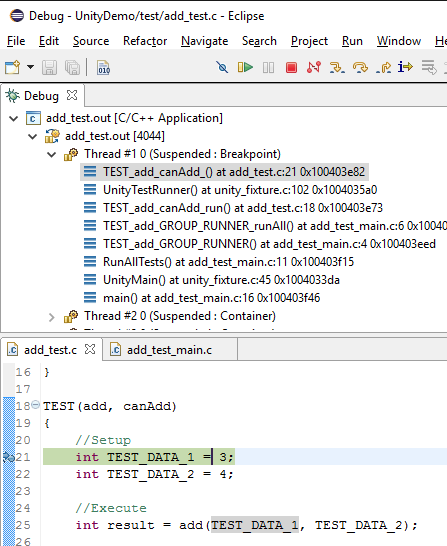 Debug - UnityDemo/test/add_test.c - Eclipse
File Edit Source Refactor Navigate Search Project Run Window
010
Debug
add_test.out [C/C++ Application]
add_test.out [4044]
Thread #1 0 (Suspended : Breakpoint)
TEST_add_canAdd_() at add_test.c:21 0x100403e82
UnityTestRunner() at unity_fixture.c:102 0x1004035a0
TEST_add_canAdd_run() at add_test.c:18 0x100403e73
TEST_add_GROUP_RUNNER_runAll() at add_test_main.c:6 0x10040
TEST_add_GROUP_RUNNER() at add_test_main.c:4 0x100403eed
RunAllTests() at add_test_main.c:11 0x100403f15
UnityMain() at unity_fixture.c:45 0x1004033da
main() at add_test_main.c:16 0x100403f46
Thread #2 0 (Suspended : Container)
add_test.c add_test_main.c
16 }
17
18 TEST(add, canAdd)
19 {
20 //Setup
21 int TEST_DATA_1 = 3;
22 int TEST_DATA_2 = 4;
23
24 //Execute
25 int result = add(TEST_DATA_1, TEST_DATA_2);
26